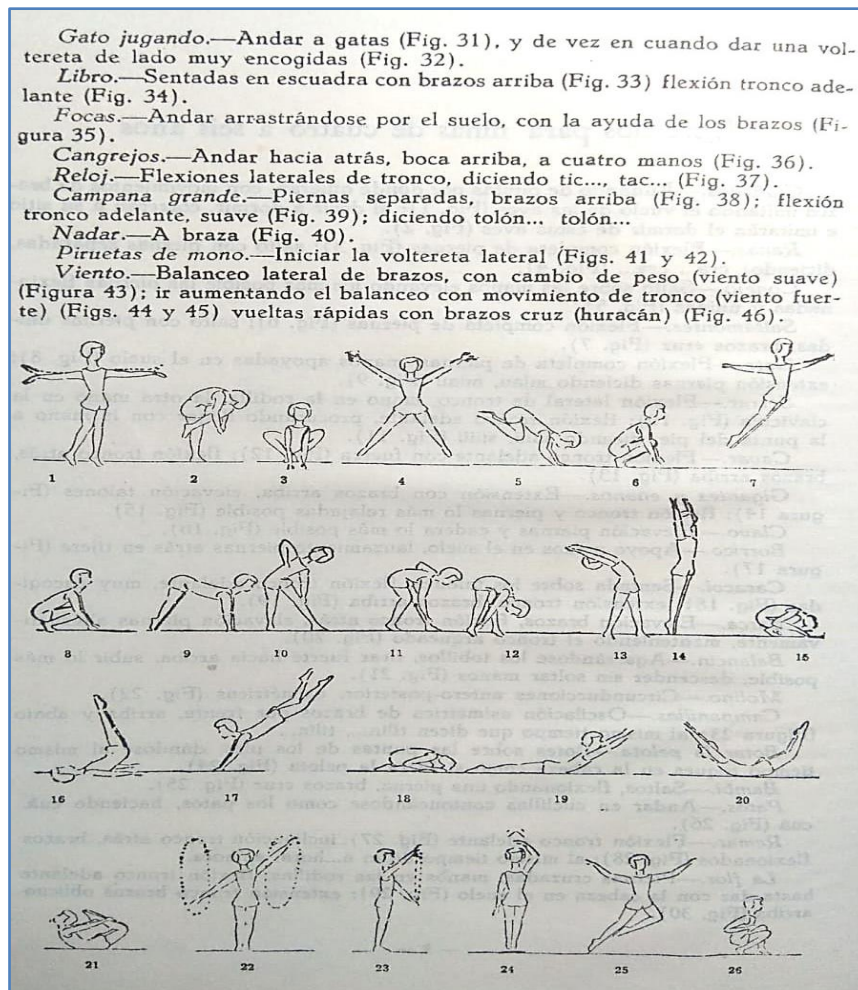 Gato jugando.—Andar a gatas (Fig. 31), y de vez en cuando dar una vol-
tereta de lado muy encogidas (Fig. 32).
Libro.—Sentadas en escuadra con brazos arriba (Fig. 33) flexión tronco ade-
lante (Fig. 34).
Focas.—Andar arrastrándose por el suelo, con la ayuda de los brazos (Fi-
gura 35).
Cangrejos.—Andar hacia atrás, boca arriba, a cuatro manos (Fig. 36).
Reloj.—Flexiones laterales de tronco, diciendo tic..., tac... (Fig. 37).
Campana grande.—Piernas separadas, brazos arriba (Fig. 38); flexión
tronco adelante, suave (Fig. 39); diciendo tolón... tolón.
Nadar.—A braza (Fig. 40).
Piruetas de mono.—Iniciar la voltereta lateral (Figs. 41 y 42).
Viento.—Balanceo lateral de brazos, con cambio de peso (viento suave)
(Figura 43); ir aumentando el balanceo con movimiento de tronco (viento fuer-
te) (Figs. 44 y 45) vueltas rápidas con brazos cruz (huracán) (Fig. 46).
1 2 3 4 5 6 7
8 9 10 11 12 13 14 15
16 17 18 19 20
21 22 23 24 25 26